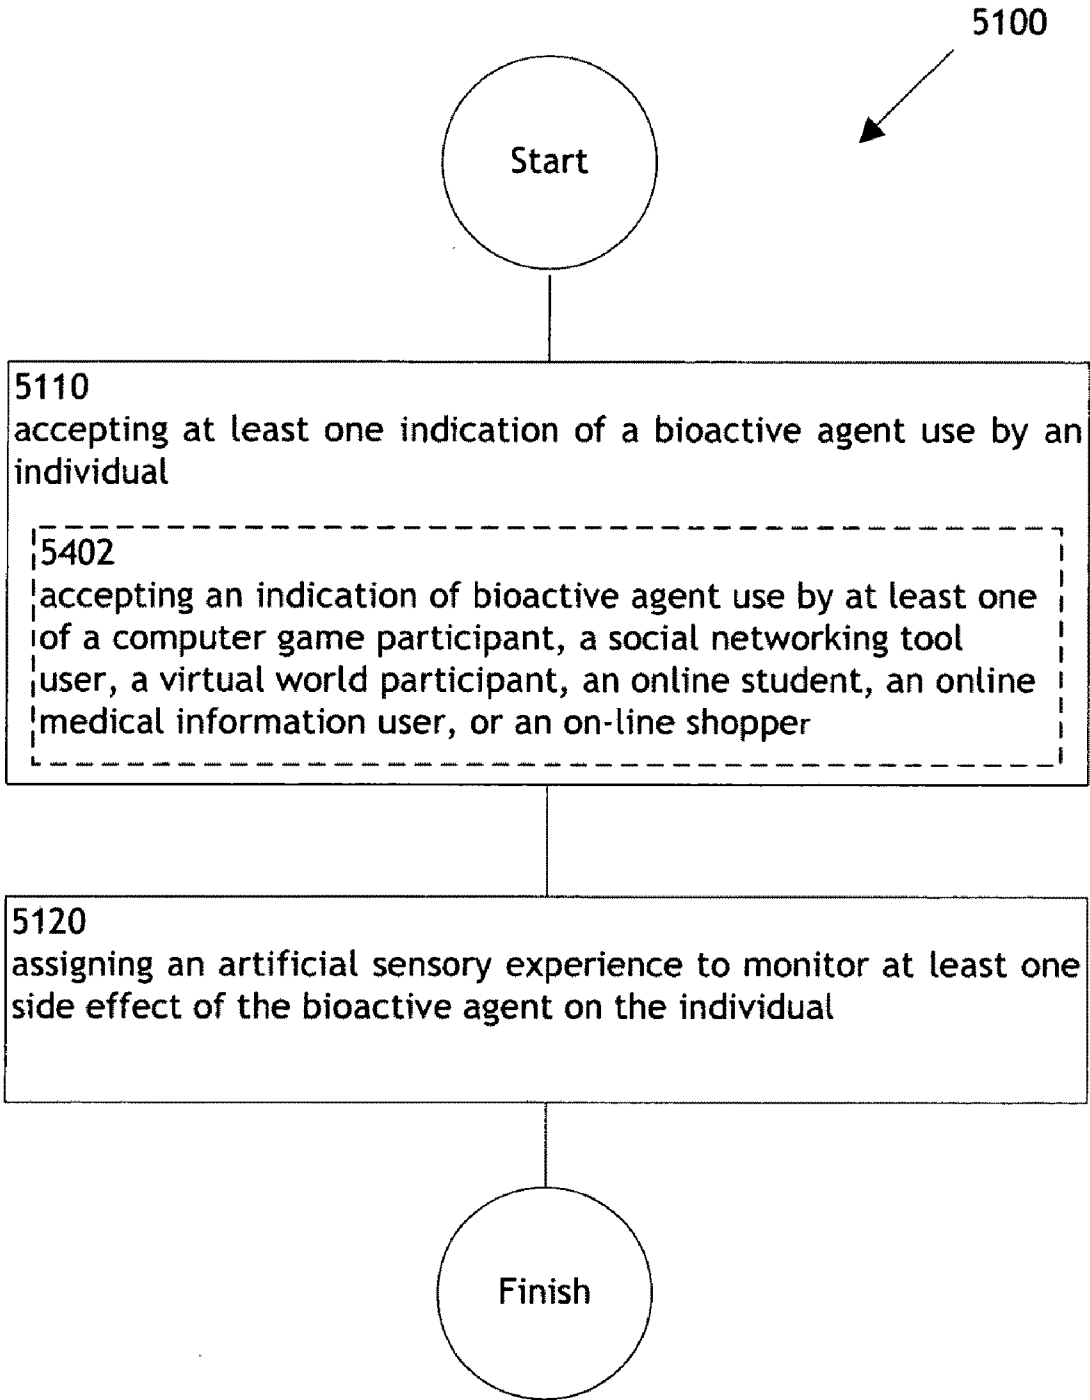 5100
Start
5110
accepting at least one indication of a bioactive agent use by an
individual
5402
accepting an indication of bioactive agent use by at least one
of a computer game participant, a social networking tool
user, a virtual world participant, an online student, an online
medical information user, or an on-line shopper
5120
assigning an artificial sensory experience to monitor at least one
side effect of the bioactive agent on the individual
Finish